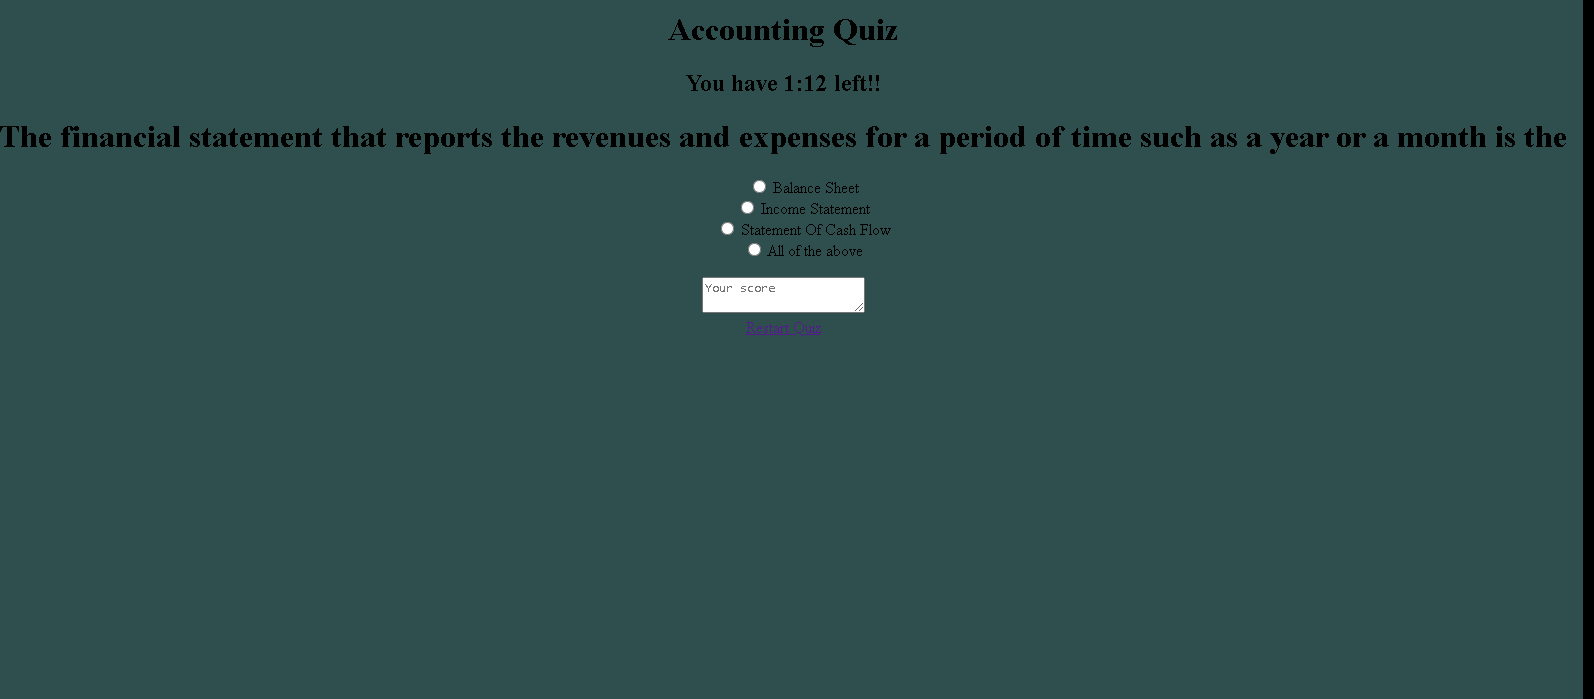 Accounting Quiz
You have 1:12 left!!
The financial statement that reports the revenues and expenses for a period of time such as a year or a month is the
Balance Sheet
Income Statement
Statement Of Cash Flow
All of the above
Your score
Restart Quiz